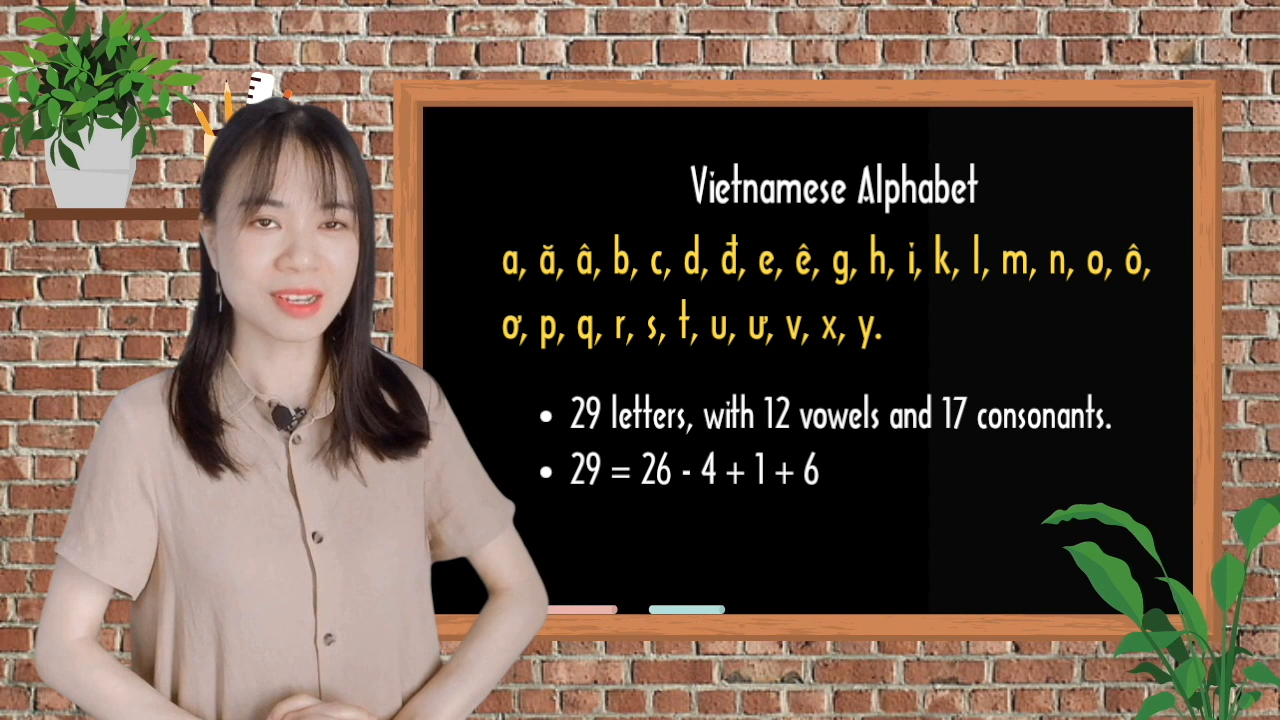 Vietnamese Alphabet
a, ă, â, b, c, d, đ, e, ê, g, h, i, k, l, m, n, o, ô,
ơ, p, q, r, s, t, u, ư, v, x, y.
• 29 letters, with 12 vowels and 17 consonants.
• 29 = 26 - 4 + 1 + 6